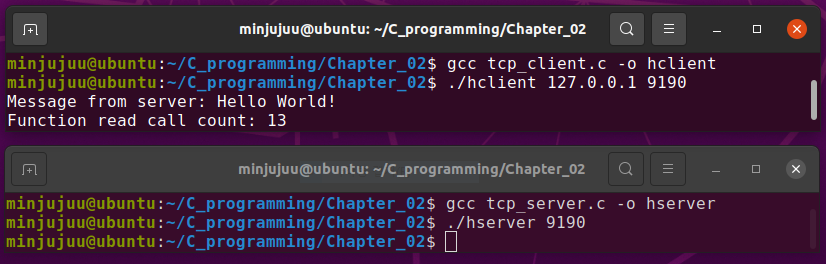 minjujuu@ubuntu: ~/C_programming/Chapter_02
minjujuu@ubuntu:~/C_programming/Chapter_02$ gcc tcp_client.c -o hclient
minjujuu@ubuntu:~/C_programming/Chapter_02$ ./hclient 127.0.0.1 9190
Message from server: Hello World!
Function read call count: 13
minjujuu@ubuntu: ~/C_programming/Chapter_02
minjujuu@ubuntu:~/C_programming/Chapter_02$ gcc tcp_server.c -o hserver
minjujuu@ubuntu:~/C_programming/Chapter_02$ ./hserver 9190
minjujuu@ubuntu:~/C_programming/Chapter_02$